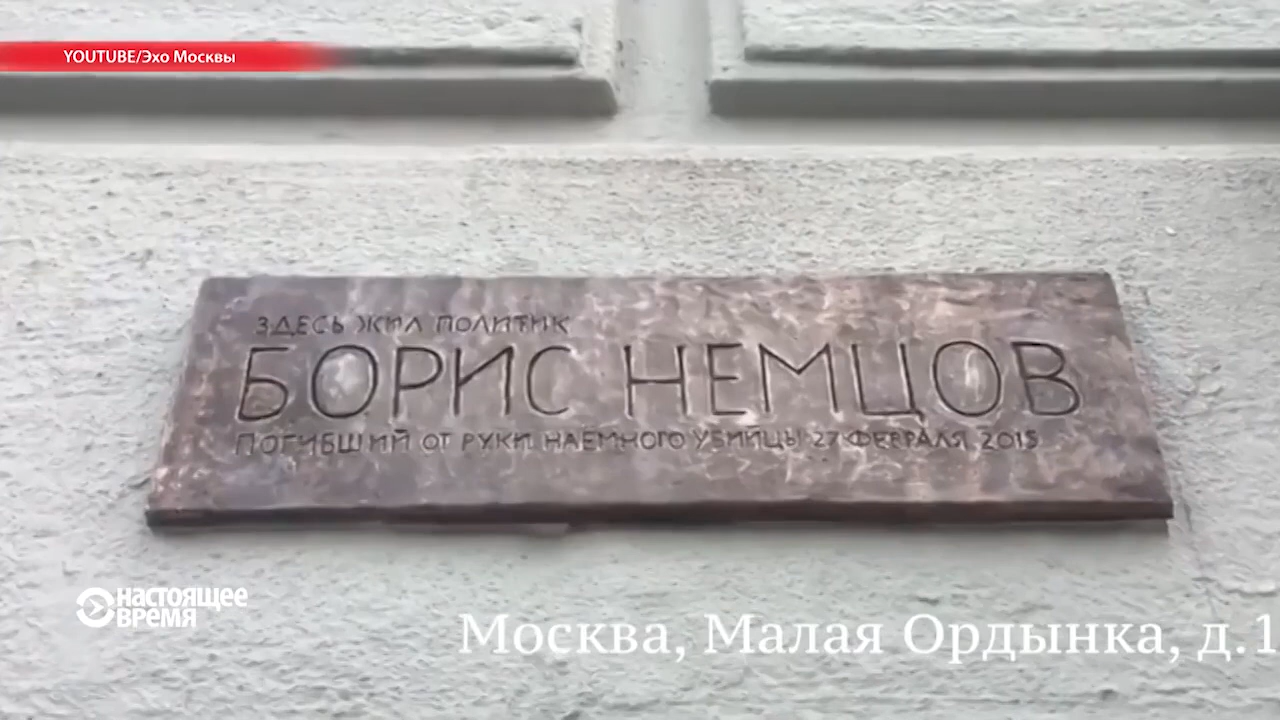 YOUTUBE/Эхо Москвы
ЗДЕСЬ ЖИЛ ПОЛИТИК
БОРИС НЕМЦОВ
ПОГИБШИЙ ОТ РУКИ НАЕМНОГО УБИЙЦЫ 27 ФЕВРАЛЯ 2015
НАСТОЯЩЕЕ
ВРЕМЯ
Москва, Малая Ордынка, д.1